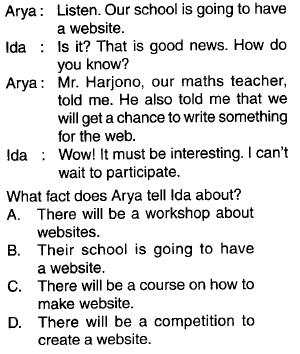 Arya : Listen. Our school is going to have
a website.
Ida : Is it? That is good news. How do
you know?
Arya : Mr. Harjono, our maths teacher,
told me. He also told me that we
will get a chance to write something
for the web.
Ida : Wow! It must be interesting. I can't
wait to participate.
What fact does Arya tell Ida about?
A. There will be a workshop about
websites.
B. Their school is going to have
a website.
C. There will be a course on how to
make website.
D. There will be a competition to
create a website.